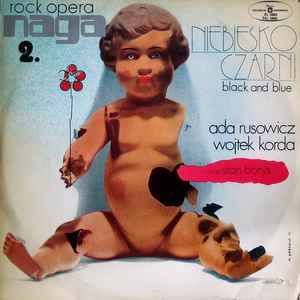 rock opera
naga
2.
NIEBIESKO
CZARNI
black and blue
ada rusowicz
wojtek korda
stan borys